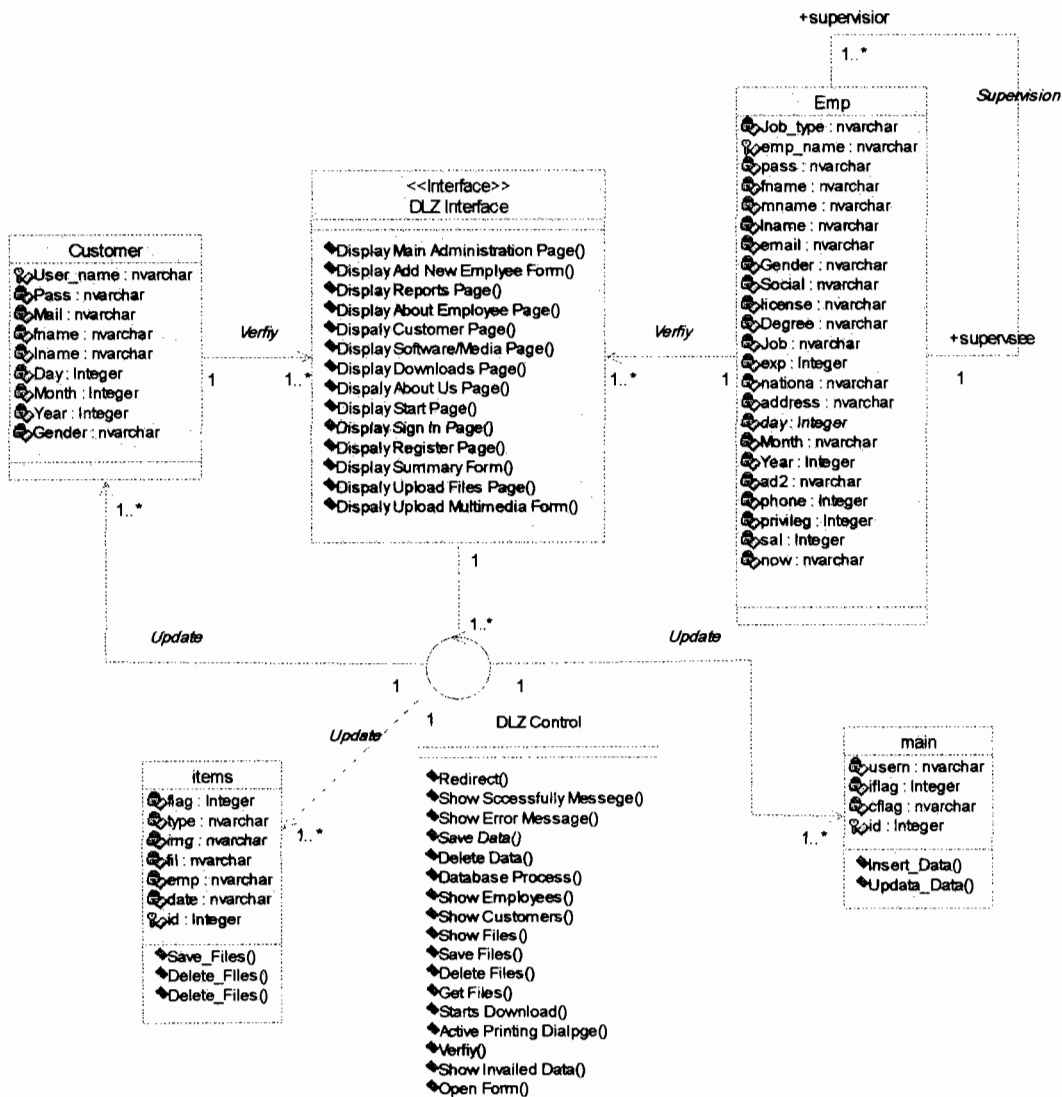 +supervisior
1..*
Supervision
Emp
Job_type : nvarchar
emp_name : nvarchar
pass : nvarchar
fname : nvarchar
mname : nvarchar
lname : nvarchar
email : nvarchar
Gender : nvarchar
Social : nvarchar
license : nvarchar
Degree : nvarchar
Job : nvarchar
exp : Integer
nationa : nvarchar
address : nvarchar
day : Integer
Month : nvarchar
Year : Integer
ad2 : nvarchar
phone : Integer
privileg : Integer
sal : Integer
now : nvarchar
+supervsee
1
<<Interface>>
DLZ Interface
Display Main Administration Page()
Display Add New Emplyee Form()
Display Reports Page()
Display About Employee Page()
Dispaly Customer Page()
Display Software/Media Page()
Display Downloads Page()
Dispaly About Us Page()
Display Start Page()
Display Sign In Page()
Dispaly Register Page()
Display Summary Form()
Dispaly Upload Files Page()
Dispaly Upload Multimedia Form()
Customer
User_name : nvarchar
Pass : nvarchar
Mail : nvarchar
fname : nvarchar
lname : nvarchar
Day : Integer
Month : Integer
Year : Integer
Gender : nvarchar
Verfiy
1
1..*
Verfiy
1..*
1
1..*
1
1..*
Update
1
Update
1
1
Update
1..*
1..*
DLZ Control
Redirect()
Show Sccessfully Messege()
Show Error Message()
Save Data()
Delete Data()
Database Process()
Show Employees()
Show Customers()
Show Files()
Save Files()
Delete Files()
Get Files()
Starts Download()
Active Printing Dialpge()
Verfiy()
Show Invailed Data()
Open Form()
items
flag : Integer
type : nvarchar
img : nvarchar
fil : nvarchar
emp : nvarchar
date : nvarchar
id : Integer
Save_Files()
Delete_Files()
Delete_Files()
main
usern : nvarchar
iflag : Integer
cflag : nvarchar
id : Integer
Insert_Data()
Updata_Data()